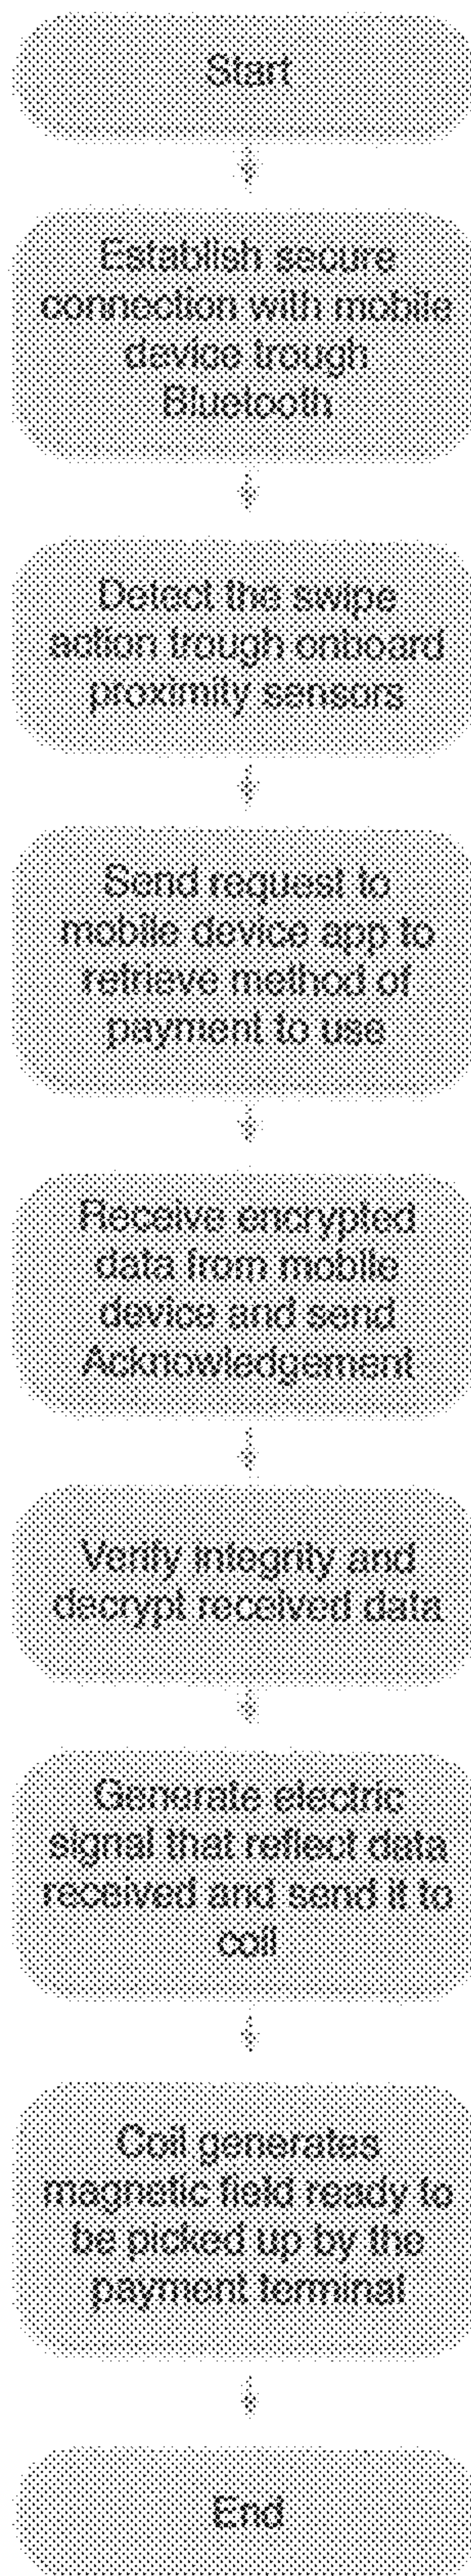 Start
Establish secure
connection with mobile
device trough
Bluetooth
Detect the swipe
action trough onboard
proximity sensors
Send request to
mobile device app to
retrieve method of
payment to use
Receive encrypted
data from mobile
device and send
Acknowledgement
Verify integrity and
decrypt received data
Generate electric
signal that reflect data
received and send it to
coil
Coil generates
magnetic field ready to
be picked up by the
payment terminal
End